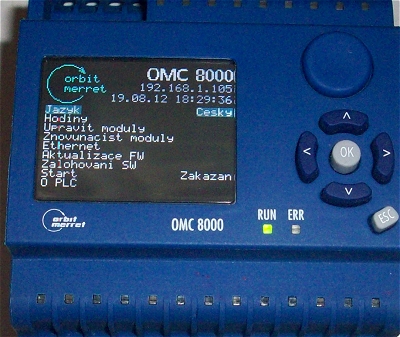 orbit
merret
OMC 8000
192.168.1.105
19.08.12 18:29:36
Jazyk Cesky
Hodiny
Upravit moduly
Znovunacist moduly
Ethernet
Aktualizace FW
Zalohovani SW
Start Zakazan
O PLC
OK
ESC
orbit
merret
OMC 8000
RUN ERR